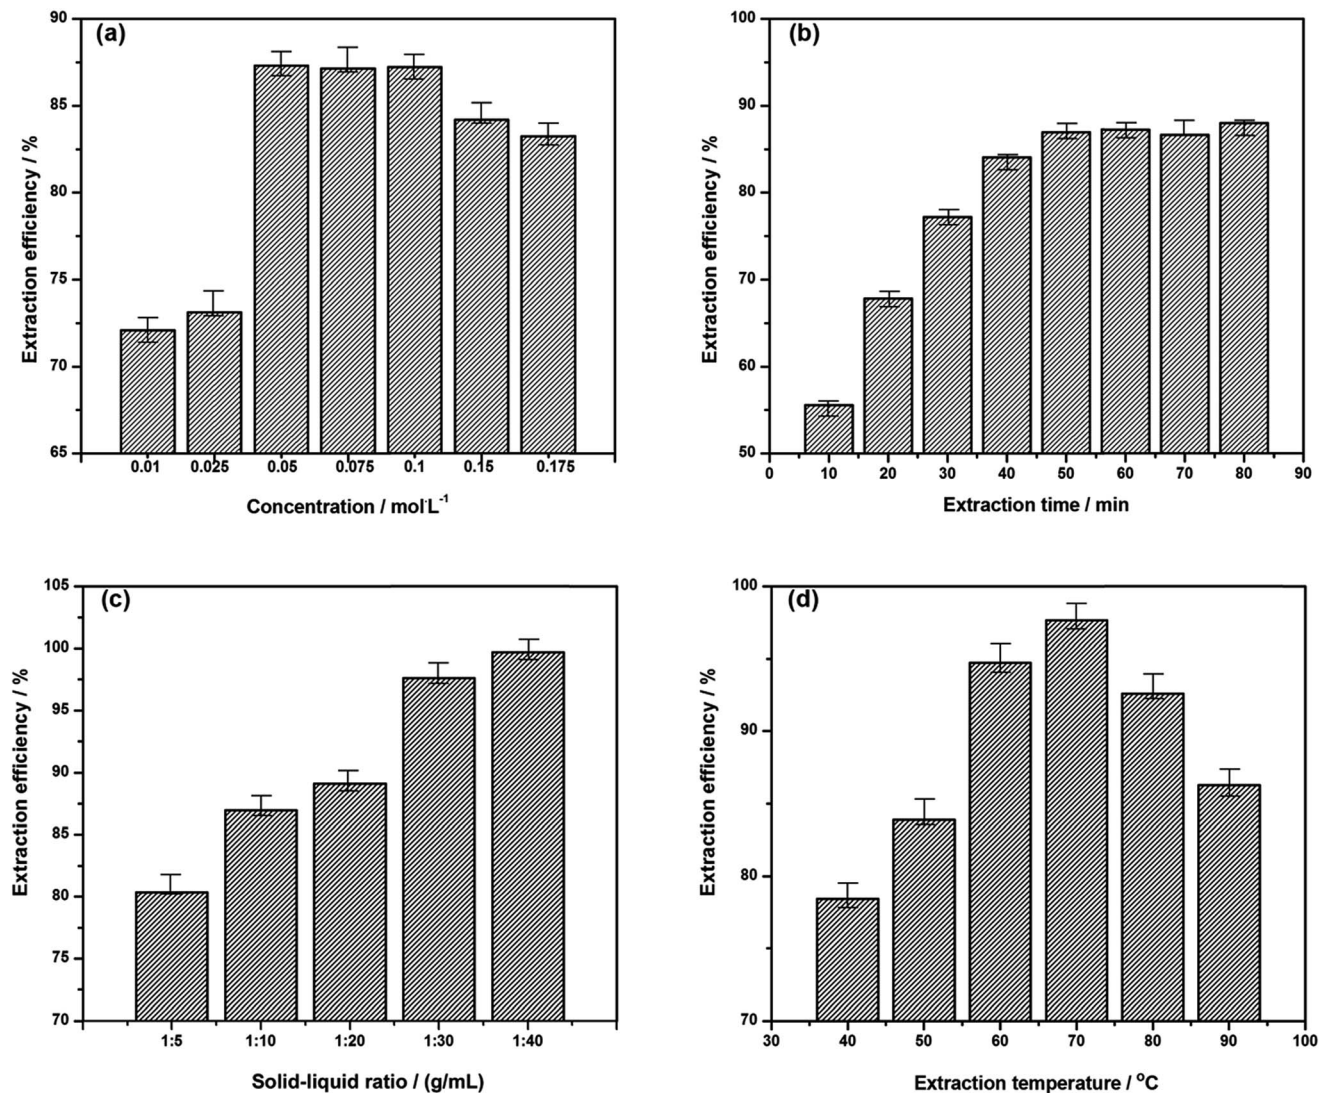 (a)
Extraction efficiency / %
90
85
80
75
70
65
0.01 0.025 0.05 0.075 0.1 0.15 0.175
Concentration / mol·L⁻¹
(b)
Extraction efficiency / %
100
90
80
70
60
50
0 10 20 30 40 50 60 70 80 90
Extraction time / min
(c)
Extraction efficiency / %
105
100
95
90
85
80
75
70
1:5 1:10 1:20 1:30 1:40
Solid-liquid ratio / (g/mL)
(d)
Extraction efficiency / %
100
90
80
70
30 40 50 60 70 80 90 100
Extraction temperature / °C